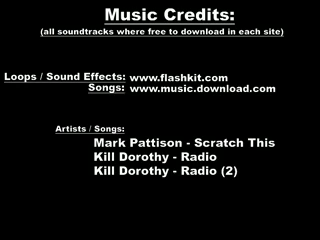 Music Credits:
(all soundtracks where free to download in each site)
Loops / Sound Effects: www.flashkit.com
Songs: www.music.download.com
Artists / Songs:
Mark Pattison - Scratch This
Kill Dorothy - Radio
Kill Dorothy - Radio (2)